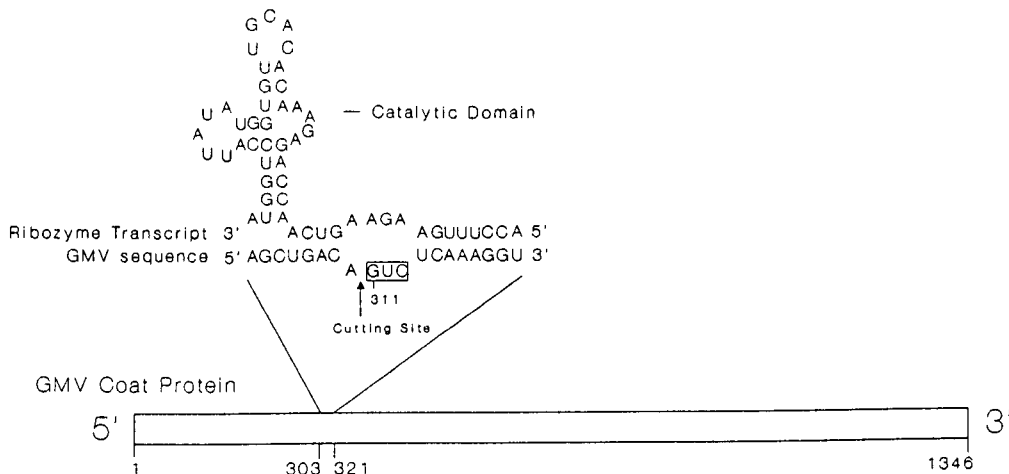 C
G A
U C
U A
G C
U A A A
U A U G G A — Catalytic Domain
A G
U U U A C C G A
U A
G C
G C
Ribozyme Transcript 3' A U A A C U G A A G A A G U U U C C A 5'
GMV sequence 5' A G C U G A C A U C A A A G G U 3'
A G U C
311
Cutting Site
GMV Coat Protein
5' 3'
1 303 321 1346